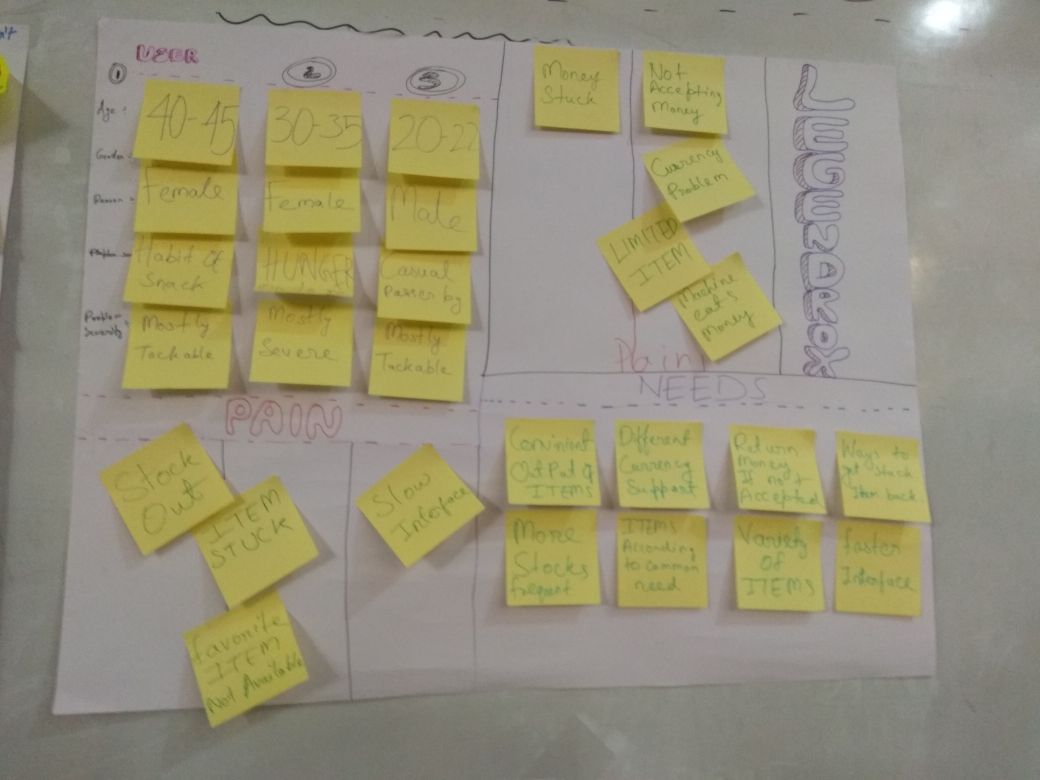 USER
1
2
3
Age:
40-45
30-35
20-22
Gender:
Female
Female
Male
Reason:
Habit of
Snack
HUNGER
Casual
Passer by
Problem
Severity:
Mostly
Tackable
Mostly
Severe
Mostly
Tackable
PAIN
Stock
Out
ITEM
STUCK
favorite
ITEM
Not Available
Slow
Interface
Money
Stuck
Not
Accepting
Money
Currency
Problem
LIMITED
ITEM
Machine
eats
money
Pain
NEEDS
Convinient
OutPut of
ITEMS
Different
Currency
Support
Return
Money
If not
Accepted
Ways to
get stuck
Item back
More
Stocks
frequent
ITEMS
According
to common
need
Variety
Of
ITEMS
faster
Interface